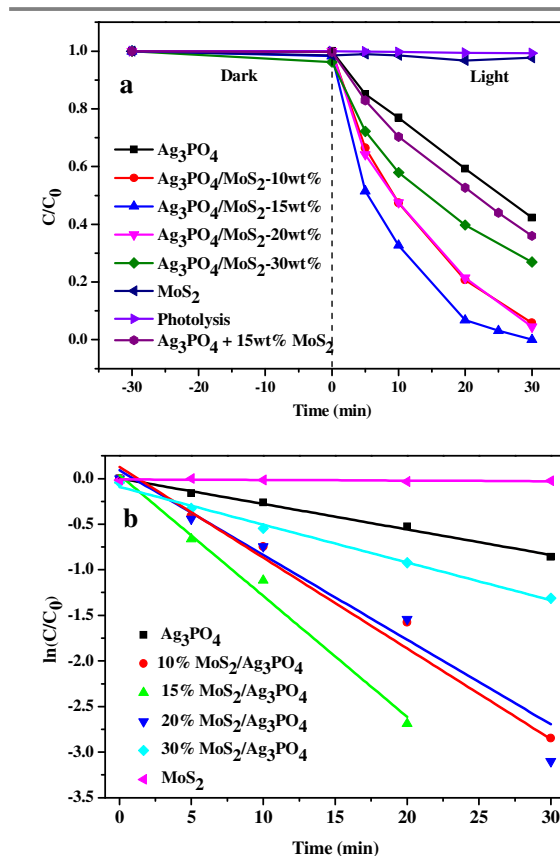 a
Dark
Light
Ag3PO4
Ag3PO4/MoS2-10wt%
Ag3PO4/MoS2-15wt%
Ag3PO4/MoS2-20wt%
Ag3PO4/MoS2-30wt%
MoS2
Photolysis
Ag3PO4 + 15wt% MoS2
C/C0
1.0
0.8
0.6
0.4
0.2
0.0
-30 -20 -10 0 10 20 30
Time (min)
b
Ag3PO4
10% MoS2/Ag3PO4
15% MoS2/Ag3PO4
20% MoS2/Ag3PO4
30% MoS2/Ag3PO4
MoS2
ln(C/C0)
0.0
-0.5
-1.0
-1.5
-2.0
-2.5
-3.0
-3.5
0 5 10 15 20 25 30
Time (min)